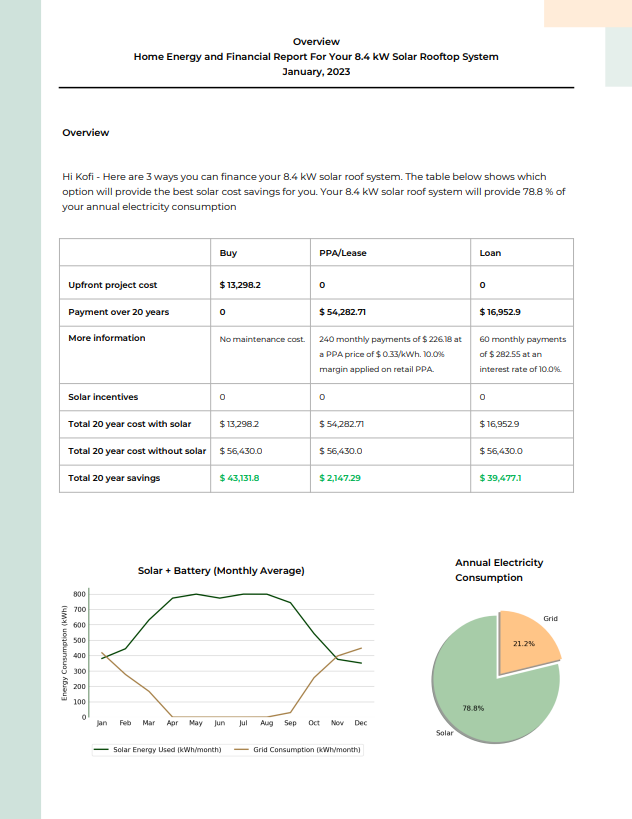 Overview
Home Energy and Financial Report For Your 8.4 kW Solar Rooftop System
January, 2023
Overview
Hi Kofi - Here are 3 ways you can finance your 8.4 kW solar roof system. The table below shows which
option will provide the best solar cost savings for you. Your 8.4 kW solar roof system will provide 78.8 % of
your annual electricity consumption
Buy PPA/Lease Loan
Upfront project cost $ 13,298.2 0 0
Payment over 20 years 0 $ 54,282.71 $ 16,952.9
More information No maintenance cost. 240 monthly payments of $ 226.18 at 60 monthly payments
a PPA price of $ 0.33/kWh. 10.0% of $ 282.55 at an
margin applied on retail PPA. interest rate of 10.0%.
Solar incentives 0 0 0
Total 20 year cost with solar $ 13,298.2 $ 54,282.71 $ 16,952.9
Total 20 year cost without solar $ 56,430.0 $ 56,430.0 $ 56,430.0
Total 20 year savings $ 43,131.8 $ 2,147.29 $ 39,477.1
Solar + Battery (Monthly Average)
Energy Consumption (kWh)
800
700
600
500
400
300
200
100
0
Jan Feb Mar Apr May Jun Jul Aug Sep Oct Nov Dec
Solar Energy Used (kWh/month) Grid Consumption (kWh/month)
Annual Electricity
Consumption
Grid
21.2%
78.8%
Solar